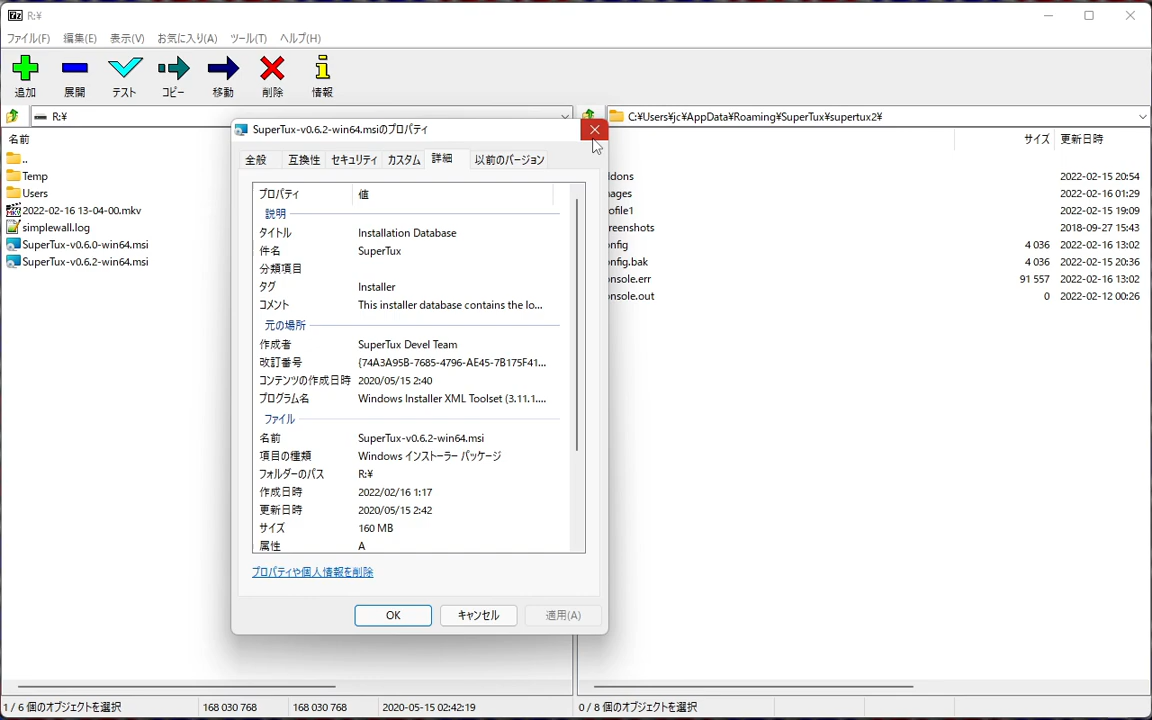 R:¥
ファイル(F) 編集(E) 表示(V) お気に入り(A) ツール(T) ヘルプ(H)
追加 展開 テスト コピー 移動 削除 情報
R:¥
C:¥Users¥jc¥AppData¥Roaming¥SuperTux¥supertux2¥
名前
..
Temp
Users
2022-02-16 13-04-00.mkv
simplewall.log
SuperTux-v0.6.0-win64.msi
SuperTux-v0.6.2-win64.msi
SuperTux-v0.6.2-win64.msiのプロパティ
全般 互換性 セキュリティ カスタム 詳細 以前のバージョン
プロパティ 値
説明
タイトル Installation Database
件名 SuperTux
分類項目
タグ Installer
コメント This installer database contains the lo...
元の場所
作成者 SuperTux Devel Team
改訂番号 {74A3A95B-7685-4796-AE45-7B175F41...
コンテンツの作成日時 2020/05/15 2:40
プログラム名 Windows Installer XML Toolset (3.11.1....
ファイル
名前 SuperTux-v0.6.2-win64.msi
項目の種類 Windows インストーラー パッケージ
フォルダーのパス R:¥
作成日時 2022/02/16 1:17
更新日時 2020/05/15 2:42
サイズ 160 MB
属性 A
プロパティや個人情報を削除
OK キャンセル 適用(A)
サイズ 更新日時
ddons 2022-02-15 20:54
nages 2022-02-16 01:29
ofile1 2022-02-15 19:09
reenshots 2018-09-27 15:43
onfig 4 036 2022-02-16 13:02
onfig.bak 4 036 2022-02-15 20:36
onsole.err 91 557 2022-02-16 13:02
onsole.out 0 2022-02-12 00:26
1 / 6 個のオブジェクトを選択 168 030 768 168 030 768 2020-05-15 02:42:19
0 / 8 個のオブジェクトを選択